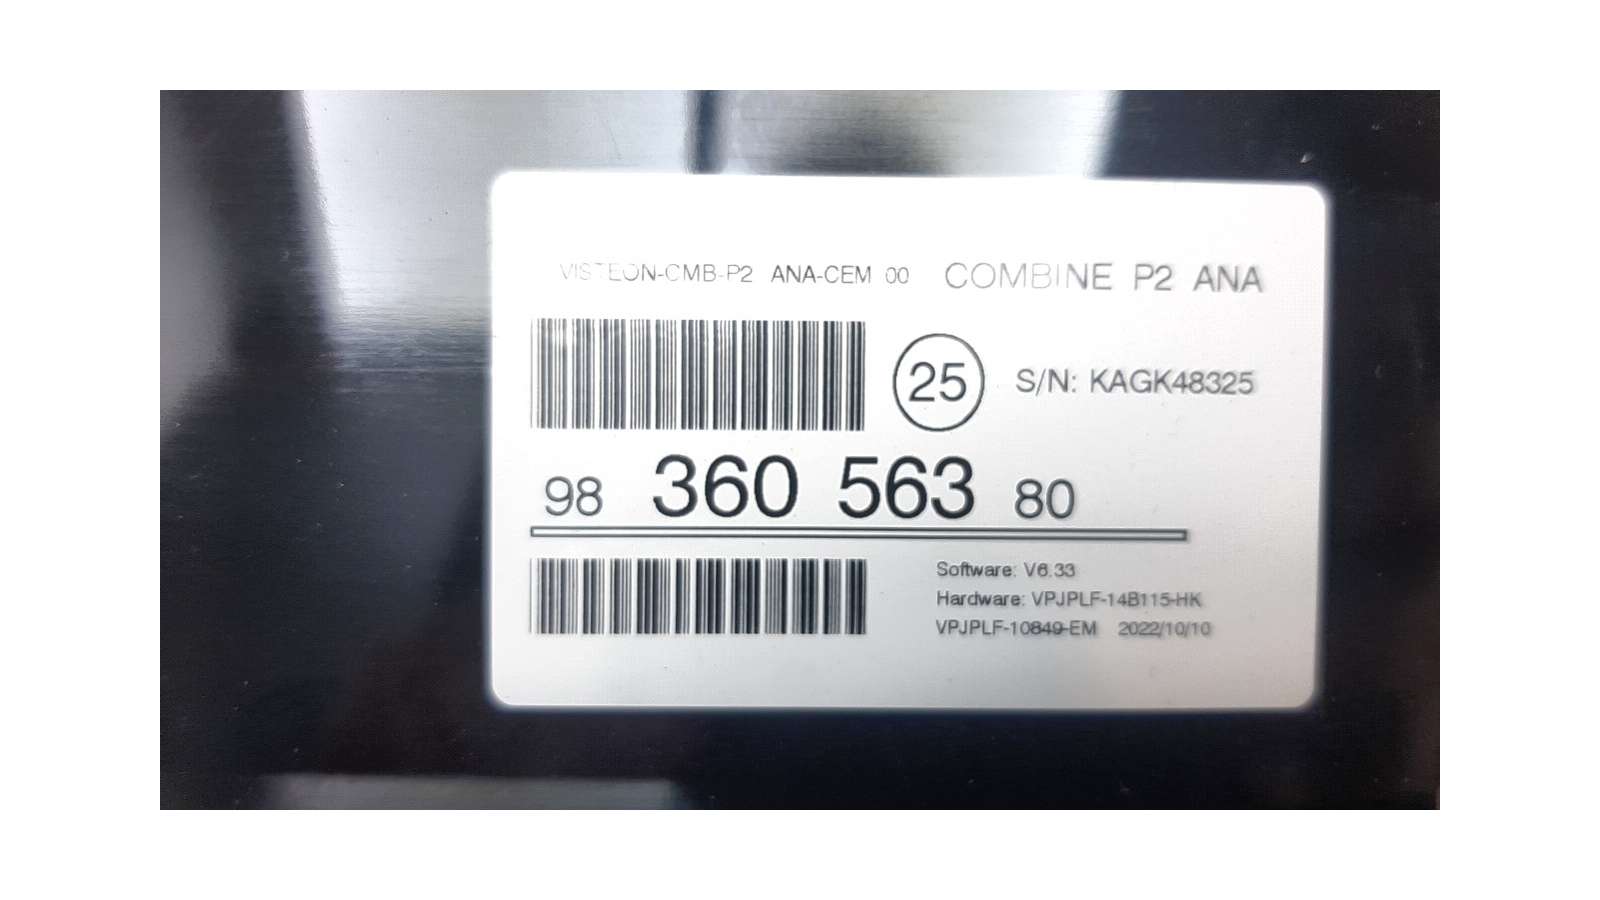 VISTEON-CMB-P2 ANA-CEM 00 COMBINE P2 ANA
25 S/N: KAGK48325
98 360 563 80
Software: V6.33
Hardware: VPJPLF-14B115-HK
VPJPLF-10849-EM 2022/10/10